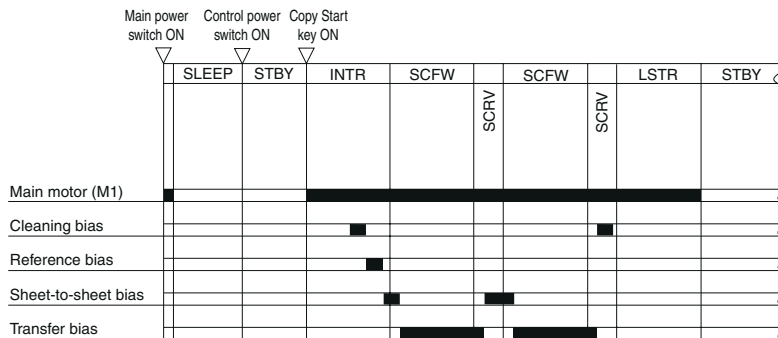 Main power switch ON
Control power switch ON
Copy Start key ON
SLEEP STBY INTR SCFW SCRV SCFW SCRV LSTR STBY
Main motor (M1)
Cleaning bias
Reference bias
Sheet-to-sheet bias
Transfer bias